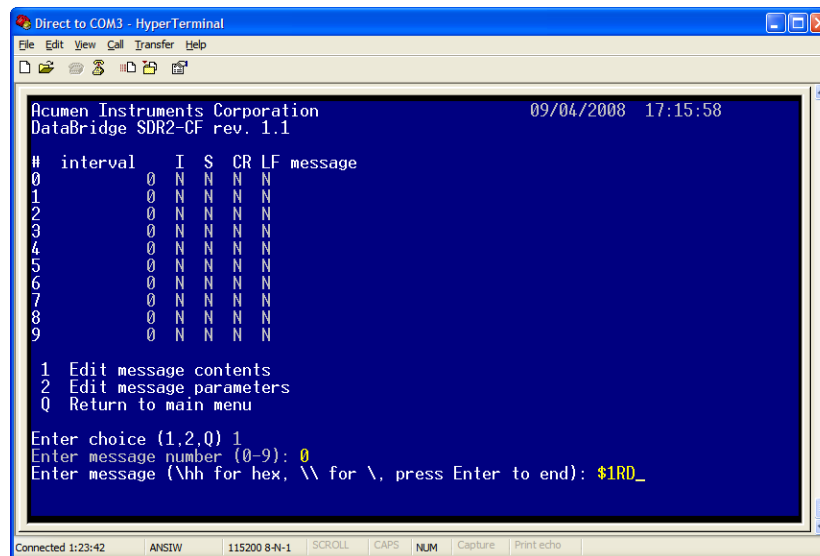 Direct to COM3 - HyperTerminal
File Edit View Call Transfer Help
Acumen Instruments Corporation 09/04/2008 17:15:58
DataBridge SDR2-CF rev. 1.1
# interval I S CR LF message
0 0 N N N N
1 0 N N N N
2 0 N N N N
3 0 N N N N
4 0 N N N N
5 0 N N N N
6 0 N N N N
7 0 N N N N
8 0 N N N N
9 0 N N N N
1 Edit message contents
2 Edit message parameters
Q Return to main menu
Enter choice (1,2,Q) 1
Enter message number (0-9): 0
Enter message (\hh for hex, \\ for \, press Enter to end): $1RD_
Connected 1:23:42 ANSIW 115200 8-N-1 SCROLL CAPS NUM Capture Print echo